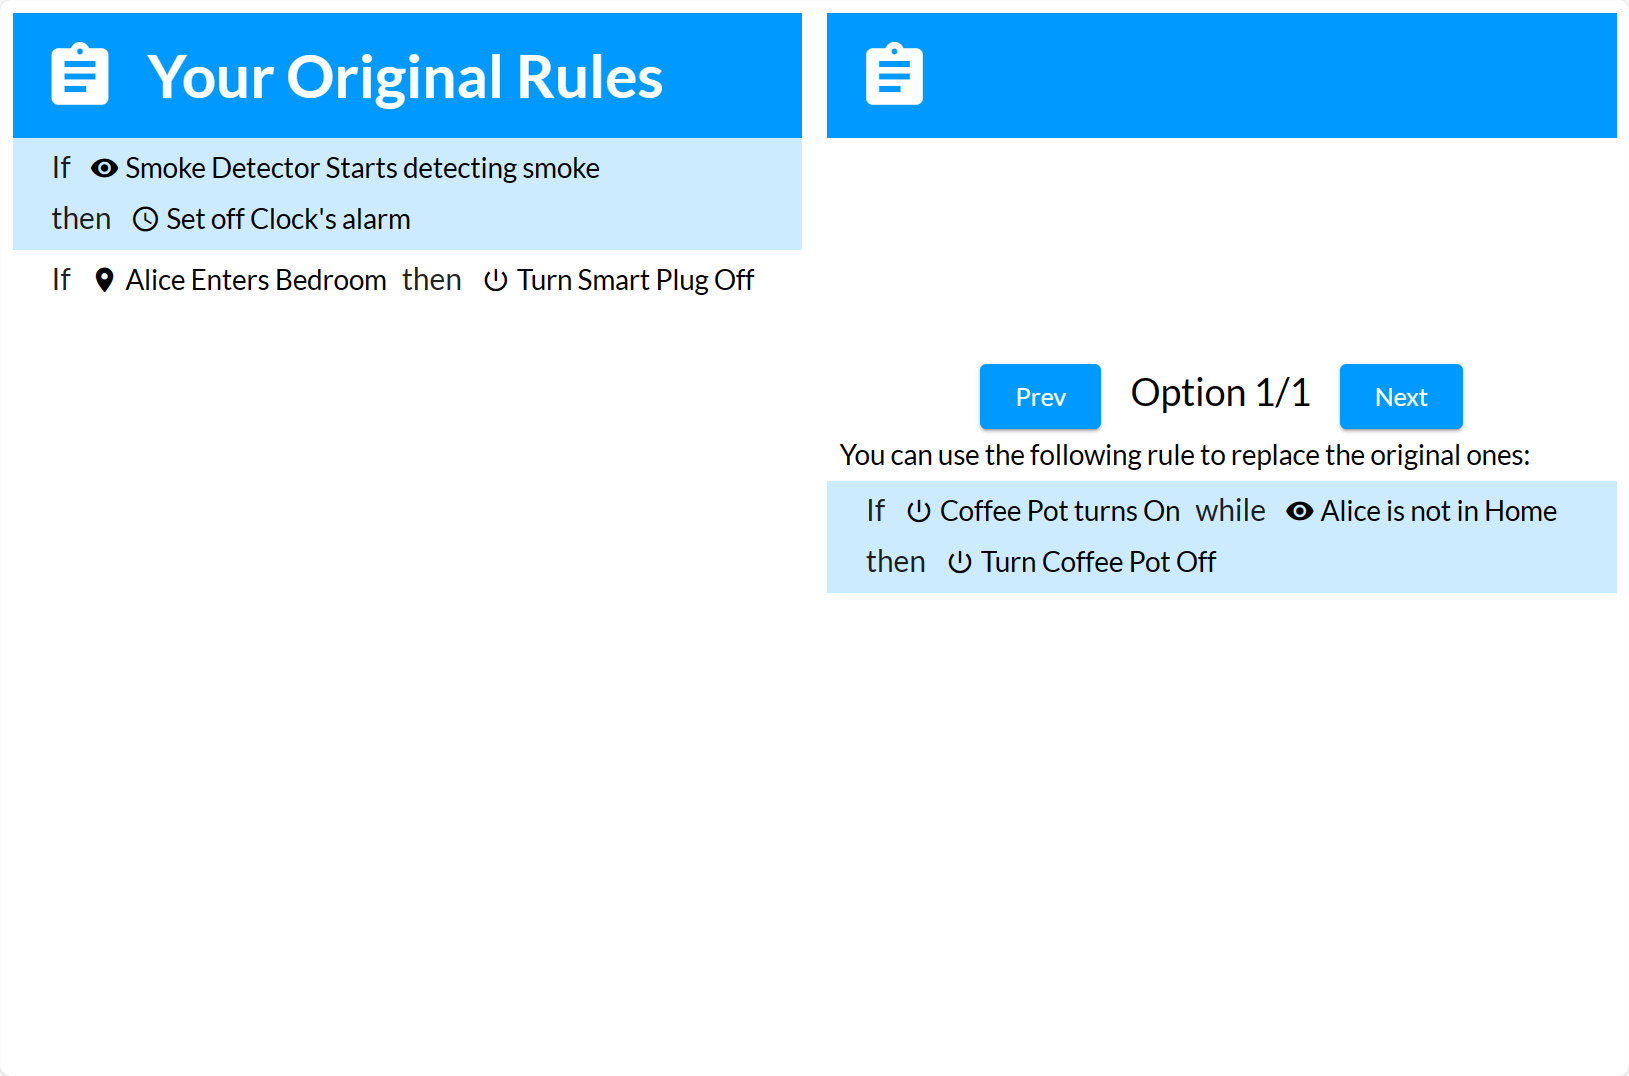 Your Original Rules
If Smoke Detector Starts detecting smoke
then Set off Clock's alarm
If Alice Enters Bedroom then Turn Smart Plug Off
Prev Option 1/1 Next
You can use the following rule to replace the original ones:
If Coffee Pot turns On while Alice is not in Home
then Turn Coffee Pot Off